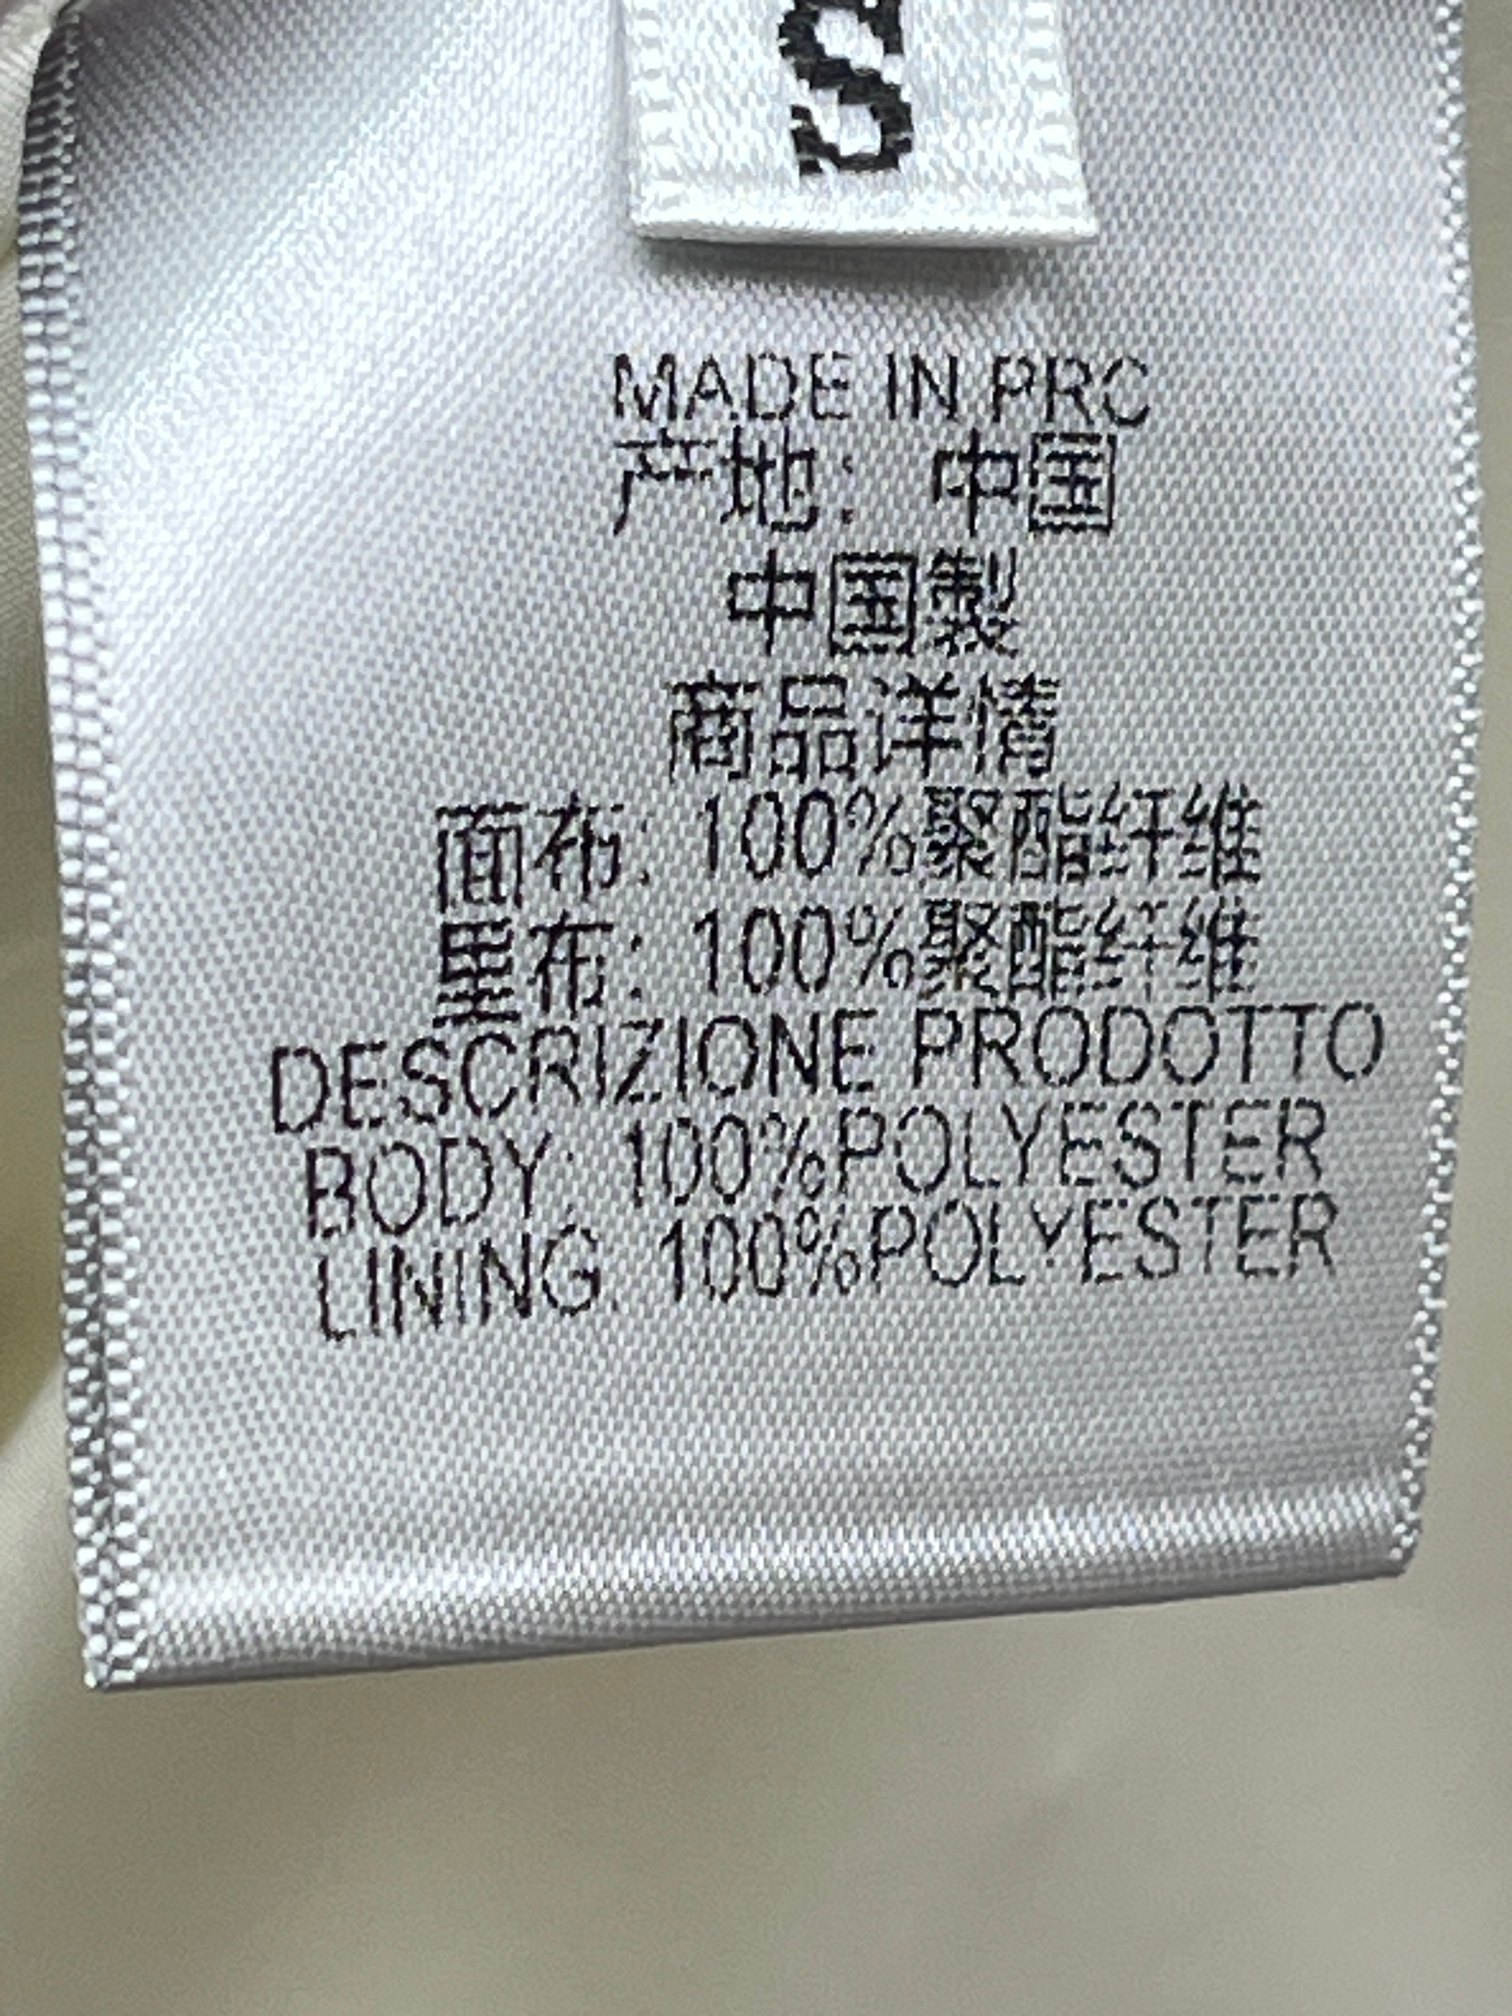 S
MADE IN PRC
产地: 中国
中国製
商品详情
面布: 100%聚酯纤维
里布: 100%聚酯纤维
DESCRIZIONE PRODOTTO
BODY: 100%POLYESTER
LINING: 100%POLYESTER